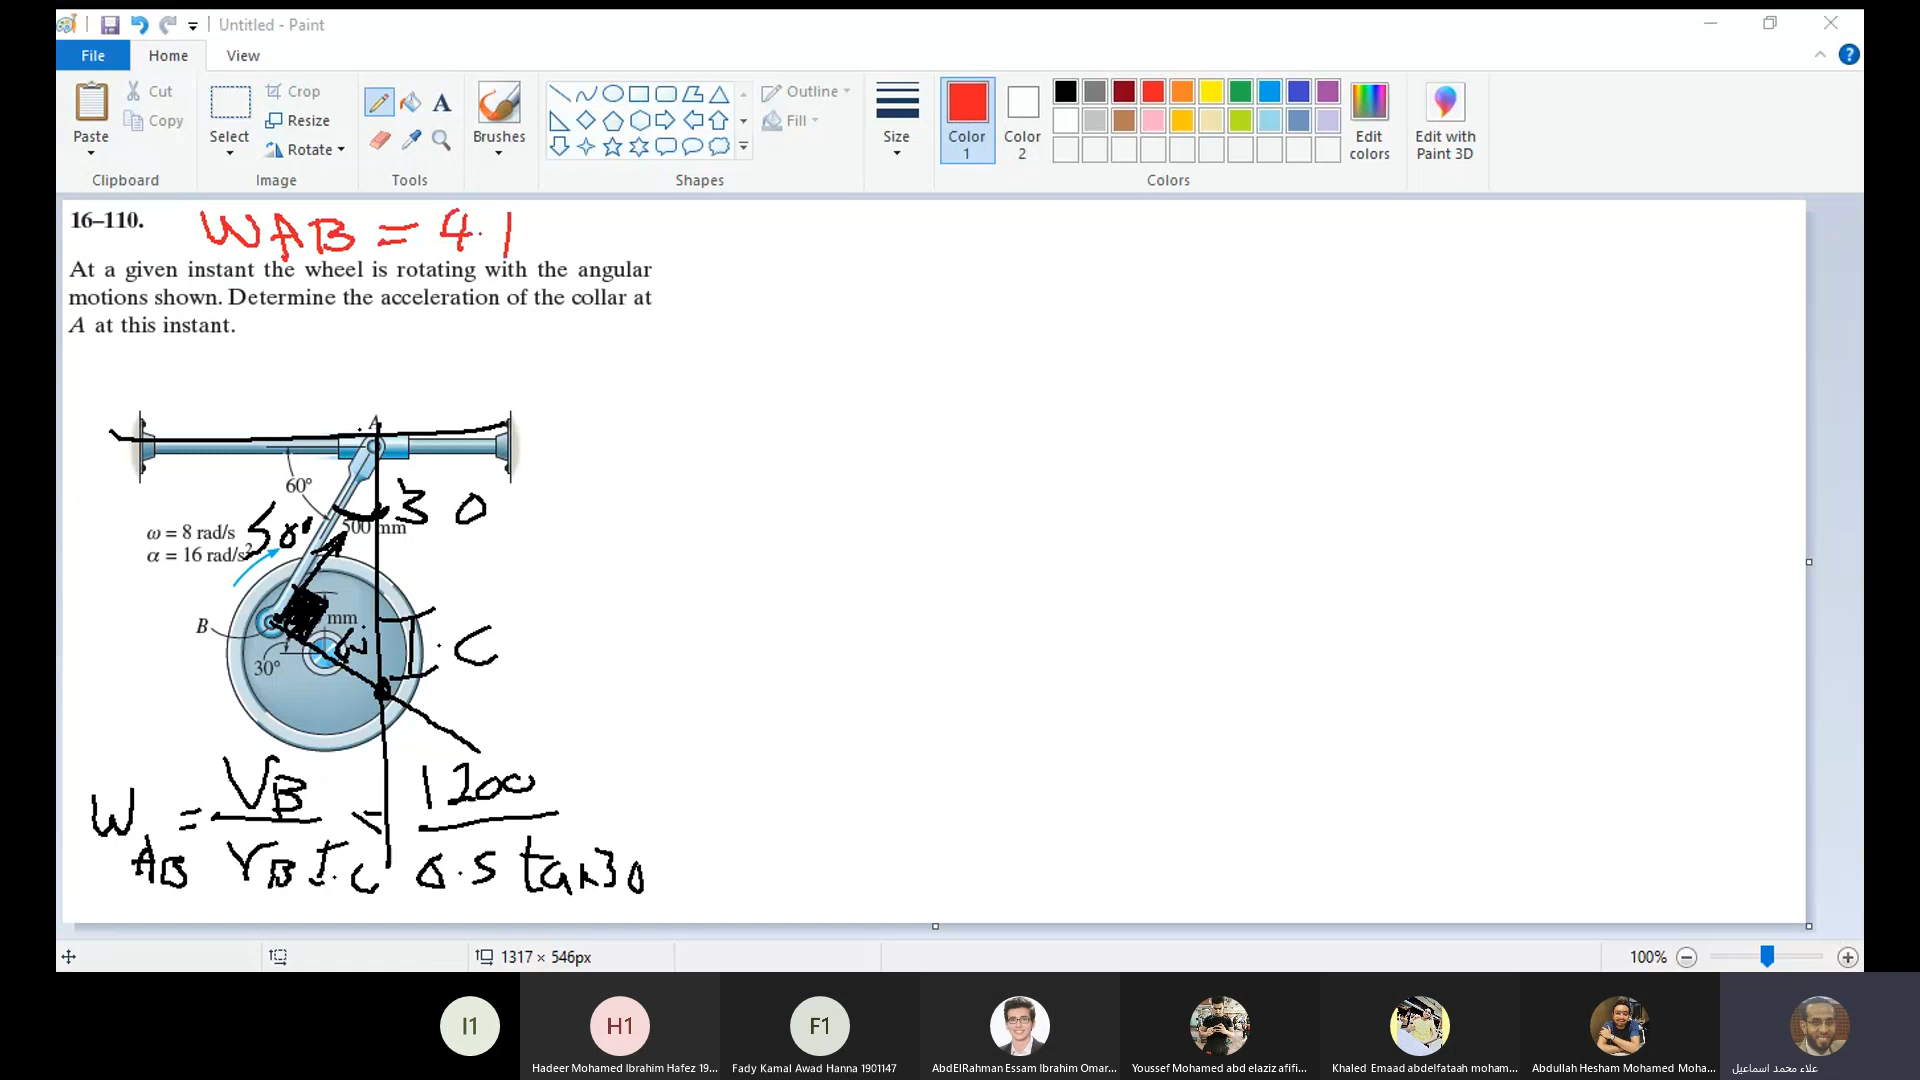 Untitled - Paint
File Home View
Paste
Cut
Copy
Clipboard
Select
Crop
Resize
Rotate
Image
A
Tools
Brushes
Outline
Fill
Shapes
Size
Color 1
Color 2
Colors
Edit colors
Edit with Paint 3D
?
16–110.
WAB = 4.1
At a given instant the wheel is rotating with the angular
motions shown. Determine the acceleration of the collar at
A at this instant.
A
60°
30
500 mm
ω = 8 rad/s
α = 16 rad/s²
B
mm
30°
I.C
W AB = VB / rB I.C = 1200 / 0.5 tan30
1317 × 546px
100%
I1
H1
F1
Hadeer Mohamed Ibrahim Hafez 19...
Fady Kamal Awad Hanna 1901147
AbdElRahman Essam Ibrahim Omar...
Youssef Mohamed abd elaziz afifi...
Khaled Emaad abdelfataah moham...
Abdullah Hesham Mohamed Moha...
علاء محمد اسماعيل